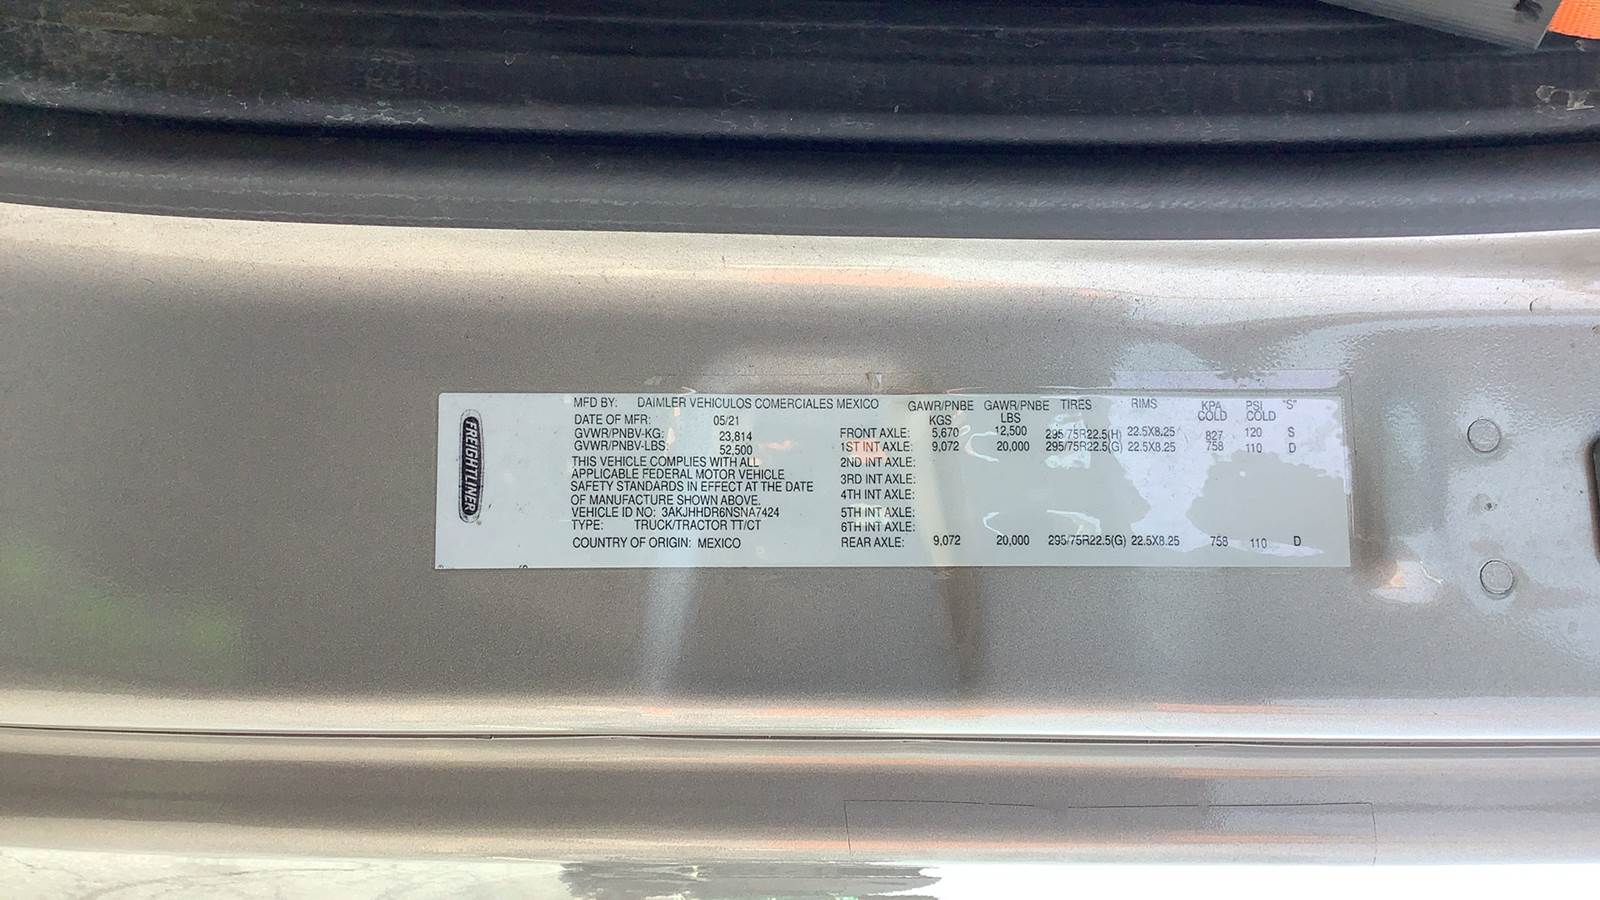 FREIGHTLINER
MFD BY: DAIMLER VEHICULOS COMERCIALES MEXICO
DATE OF MFR: 05/21
GVWR/PNBV-KG: 23,814
GVWR/PNBV-LBS: 52,500
THIS VEHICLE COMPLIES WITH ALL
APPLICABLE FEDERAL MOTOR VEHICLE
SAFETY STANDARDS IN EFFECT AT THE DATE
OF MANUFACTURE SHOWN ABOVE.
VEHICLE ID NO: 3AKJHHDR6NSNA7424
TYPE: TRUCK/TRACTOR TT/CT
COUNTRY OF ORIGIN: MEXICO
GAWR/PNBE GAWR/PNBE TIRES RIMS KPA PSI "S"
KGS LBS COLD COLD
FRONT AXLE: 5,670 12,500 295/75R22.5(H) 22.5X8.25 827 120 S
1ST INT AXLE: 9,072 20,000 295/75R22.5(G) 22.5X8.25 758 110 D
2ND INT AXLE:
3RD INT AXLE:
4TH INT AXLE:
5TH INT AXLE:
6TH INT AXLE:
REAR AXLE: 9,072 20,000 295/75R22.5(G) 22.5X8.25 758 110 D